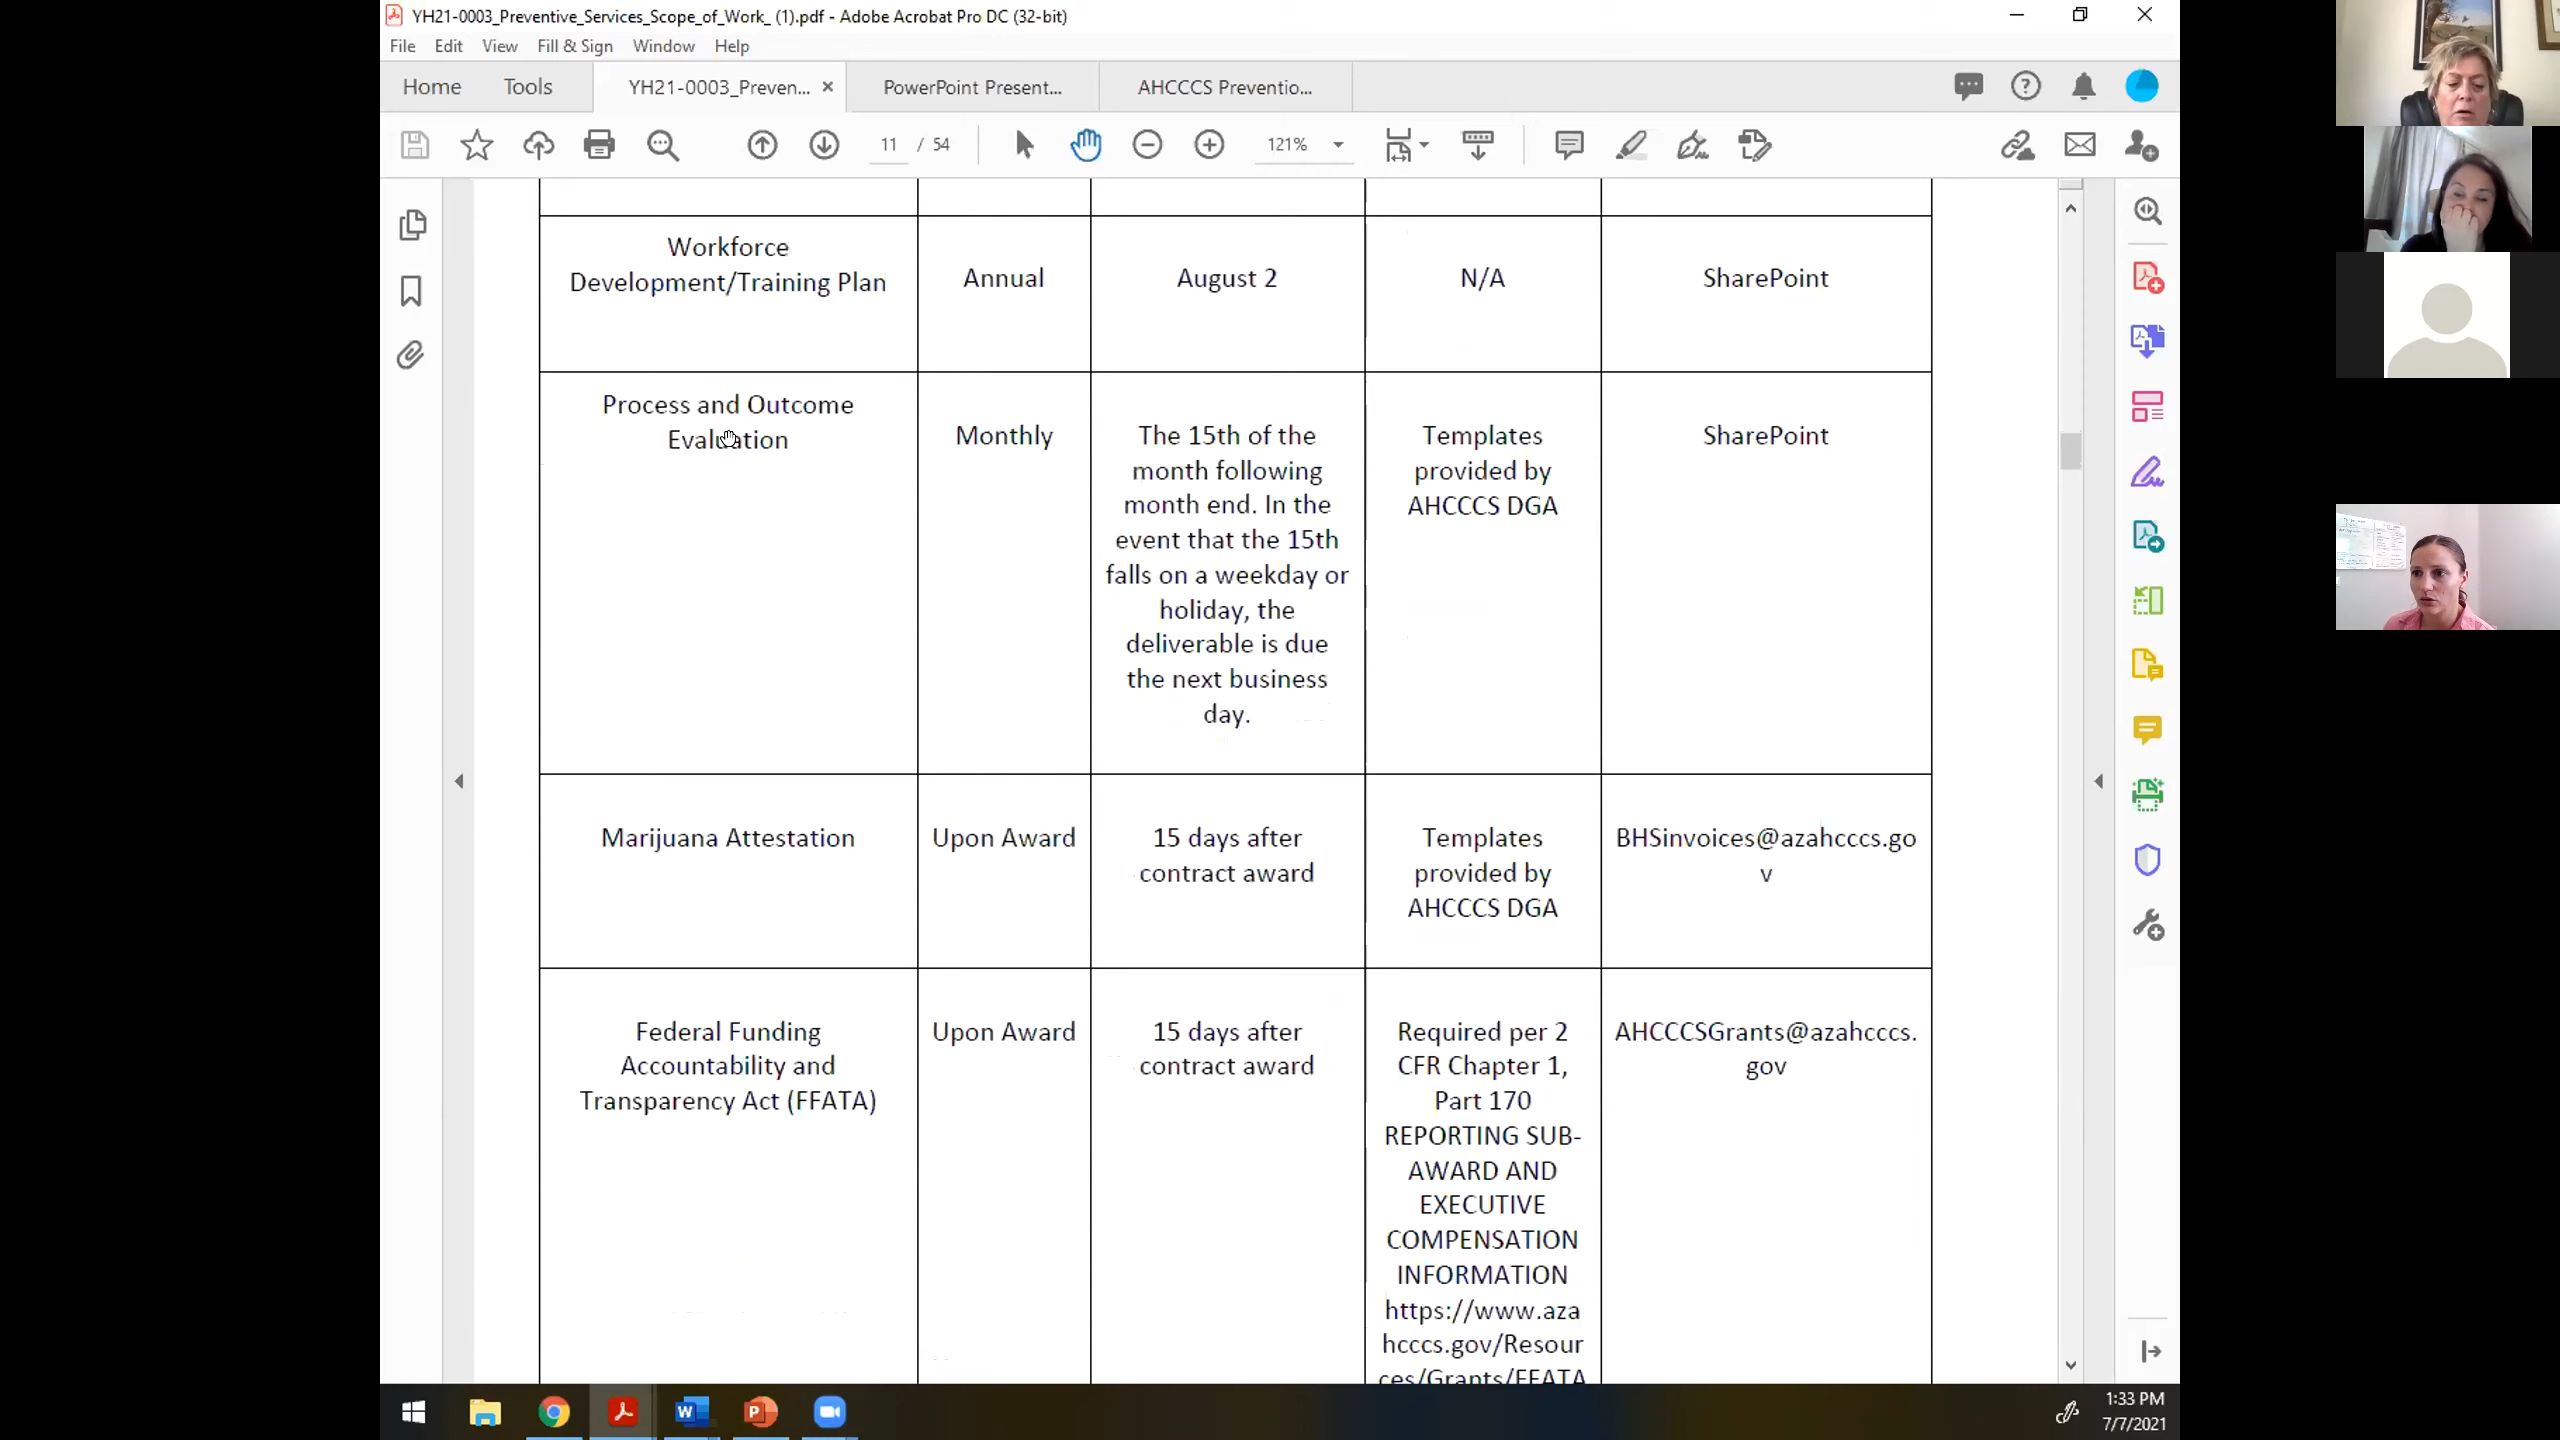 YH21-0003_Preventive_Services_Scope_of_Work_ (1).pdf - Adobe Acrobat Pro DC (32-bit)
File Edit View Fill & Sign Window Help
Home Tools YH21-0003_Preven... × PowerPoint Present... AHCCCS Preventio...
11 / 54 121%
Workforce
Development/Training Plan
Annual
August 2
N/A
SharePoint
Process and Outcome
Evaluation
Monthly
The 15th of the
month following
month end. In the
event that the 15th
falls on a weekday or
holiday, the
deliverable is due
the next business
day.
Templates
provided by
AHCCCS DGA
SharePoint
Marijuana Attestation
Upon Award
15 days after
contract award
Templates
provided by
AHCCCS DGA
BHSinvoices@azahcccs.go
v
Federal Funding
Accountability and
Transparency Act (FFATA)
Upon Award
15 days after
contract award
Required per 2
CFR Chapter 1,
Part 170
REPORTING SUB-
AWARD AND
EXECUTIVE
COMPENSATION
INFORMATION
https://www.aza
hcccs.gov/Resour
ces/Grants/FFATA
AHCCCSGrants@azahcccs.
gov
1:33 PM
7/7/2021